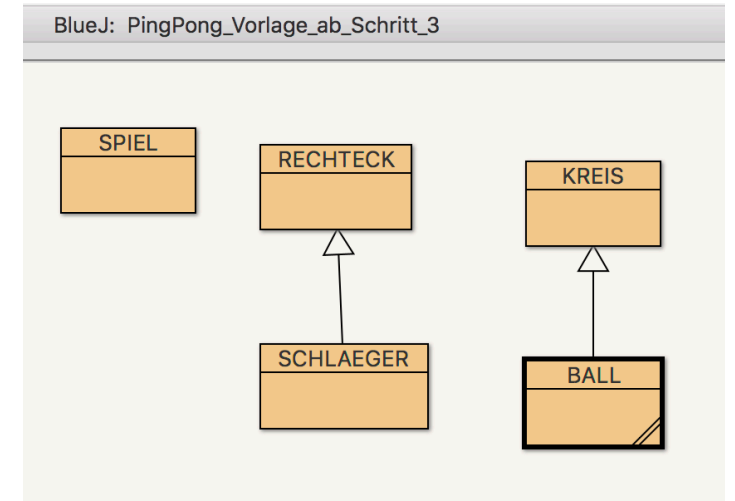 BlueJ: PingPong_Vorlage_ab_Schritt_3
SPIEL
RECHTECK
KREIS
SCHLAEGER
BALL